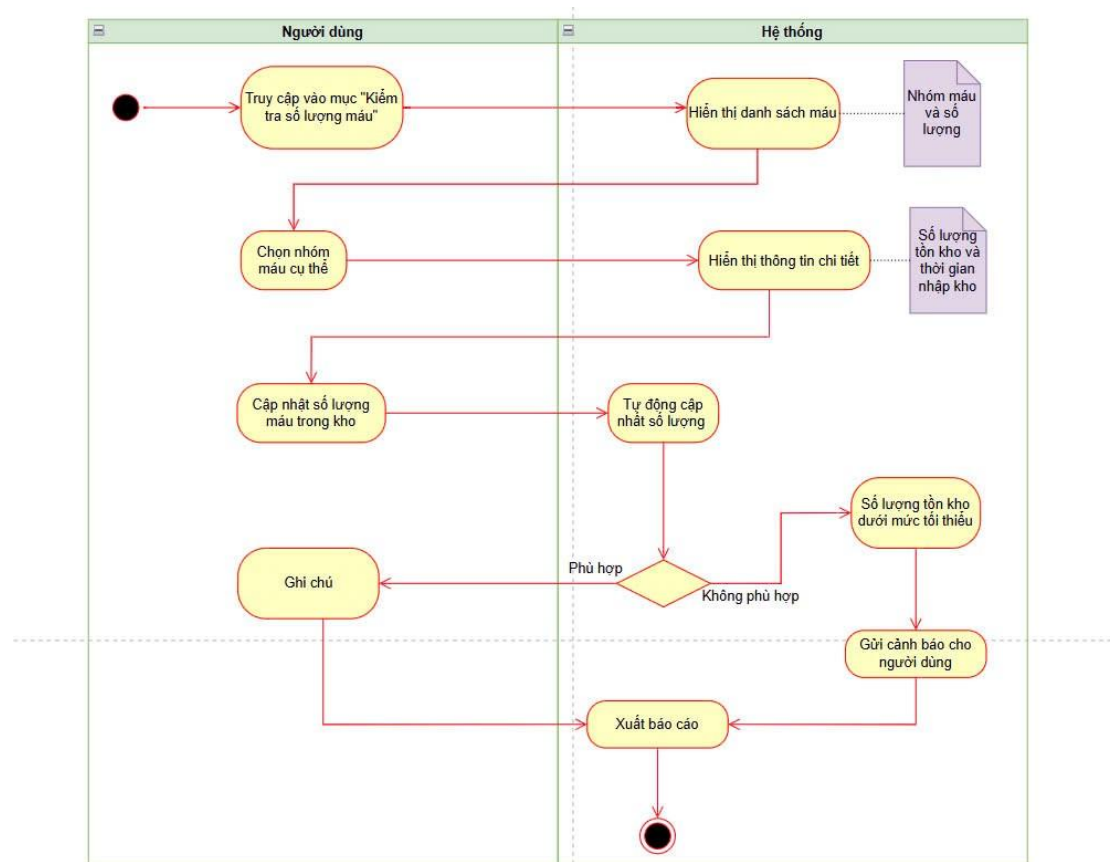 Người dùng
Hệ thống
Truy cập vào mục "Kiểm
tra số lượng máu"
Hiển thị danh sách máu
Nhóm máu
và số
lượng
Chọn nhóm
máu cụ thể
Hiển thị thông tin chi tiết
Số lượng
tồn kho và
thời gian
nhập kho
Cập nhật số lượng
máu trong kho
Tự động cập
nhất số lượng
Số lượng tồn kho
dưới mức tối thiểu
Phù hợp
Không phù hợp
Ghi chú
Gửi cảnh báo cho
người dùng
Xuất báo cáo